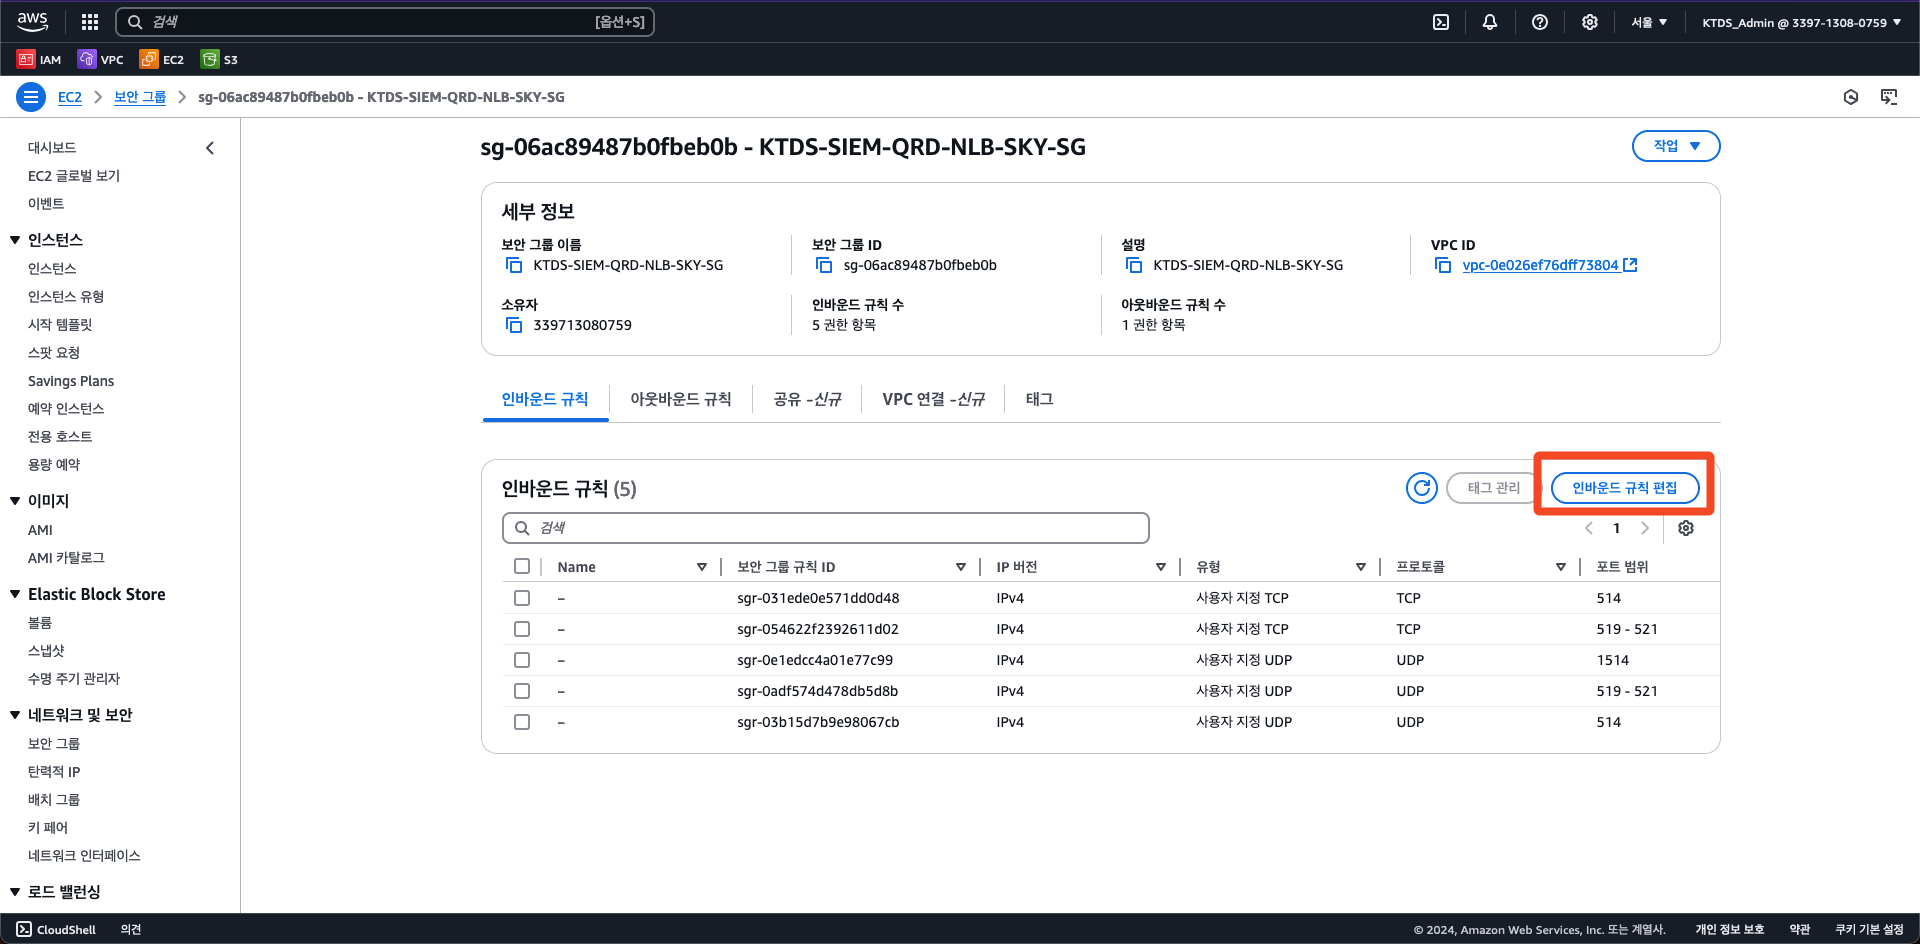 aws 검색 [옵션+S] 서울 ▼ KTDS_Admin @ 3397-1308-0759 ▼
IAM VPC EC2 S3
EC2 > 보안 그룹 > sg-06ac89487b0fbeb0b - KTDS-SIEM-QRD-NLB-SKY-SG
대시보드
EC2 글로벌 보기
이벤트
▼ 인스턴스
인스턴스
인스턴스 유형
시작 템플릿
스팟 요청
Savings Plans
예약 인스턴스
전용 호스트
용량 예약
▼ 이미지
AMI
AMI 카탈로그
▼ Elastic Block Store
볼륨
스냅샷
수명 주기 관리자
▼ 네트워크 및 보안
보안 그룹
탄력적 IP
배치 그룹
키 페어
네트워크 인터페이스
▼ 로드 밸런싱
sg-06ac89487b0fbeb0b - KTDS-SIEM-QRD-NLB-SKY-SG 작업 ▼
세부 정보
보안 그룹 이름 보안 그룹 ID 설명 VPC ID
KTDS-SIEM-QRD-NLB-SKY-SG sg-06ac89487b0fbeb0b KTDS-SIEM-QRD-NLB-SKY-SG vpc-0e026ef76dff73804
소유자 인바운드 규칙 수 아웃바운드 규칙 수
339713080759 5 권한 항목 1 권한 항목
인바운드 규칙 아웃바운드 규칙 공유 -신규 VPC 연결 -신규 태그
인바운드 규칙 (5) 태그 관리 인바운드 규칙 편집
검색 < 1 >
Name 보안 그룹 규칙 ID IP 버전 유형 프로토콜 포트 범위
– sgr-031ede0e571dd0d48 IPv4 사용자 지정 TCP TCP 514
– sgr-054622f2392611d02 IPv4 사용자 지정 TCP TCP 519 - 521
– sgr-0e1edcc4a01e77c99 IPv4 사용자 지정 UDP UDP 1514
– sgr-0adf574d478db5d8b IPv4 사용자 지정 UDP UDP 519 - 521
– sgr-03b15d7b9e98067cb IPv4 사용자 지정 UDP UDP 514
CloudShell 의견 © 2024, Amazon Web Services, Inc. 또는 계열사. 개인 정보 보호 약관 쿠키 기본 설정